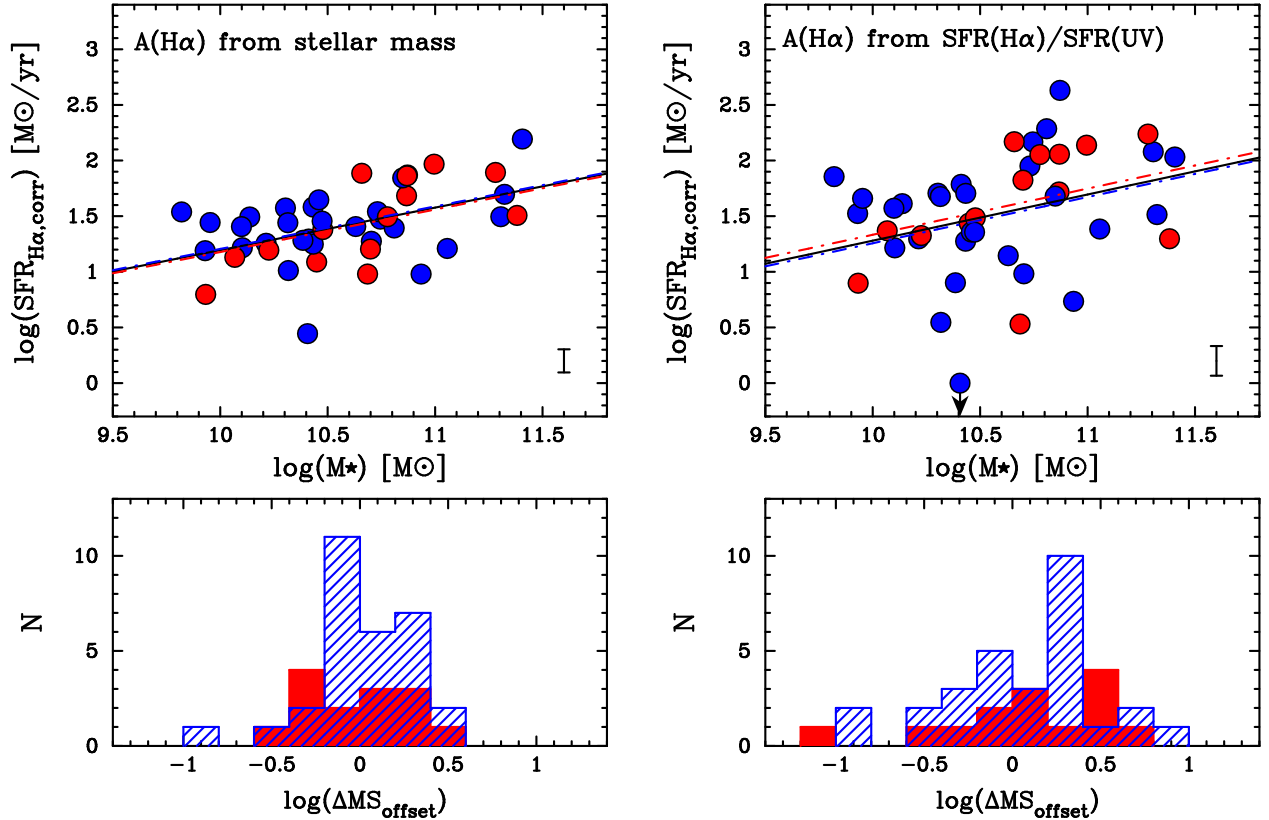 A(Hα) from stellar mass
log(SFR_Hα,corr) [M⊙/yr]
3
2.5
2
1.5
1
0.5
0
9.5 10 10.5 11 11.5
log(M★) [M⊙]
A(Hα) from SFR(Hα)/SFR(UV)
log(SFR_Hα,corr) [M⊙/yr]
3
2.5
2
1.5
1
0.5
0
9.5 10 10.5 11 11.5
log(M★) [M⊙]
N
10
5
0
−1 −0.5 0 0.5 1
log(ΔMS_offset)
N
10
5
0
−1 −0.5 0 0.5 1
log(ΔMS_offset)